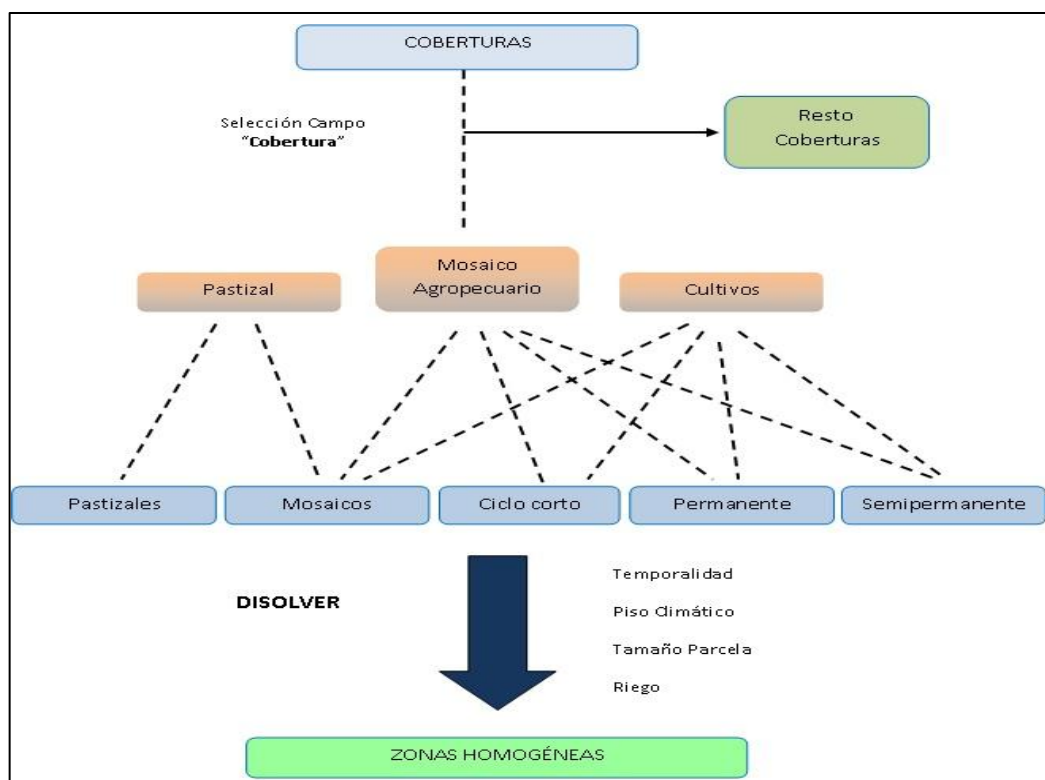 COBERTURAS
Selección Campo
"Cobertura"
Resto
Coberturas
Pastizal
Mosaico
Agropecuario
Cultivos
Pastizales
Mosaicos
Ciclo corto
Permanente
Semipermanente
DISOLVER
Temporalidad
Piso Climático
Tamaño Parcela
Riego
ZONAS HOMOGÉNEAS